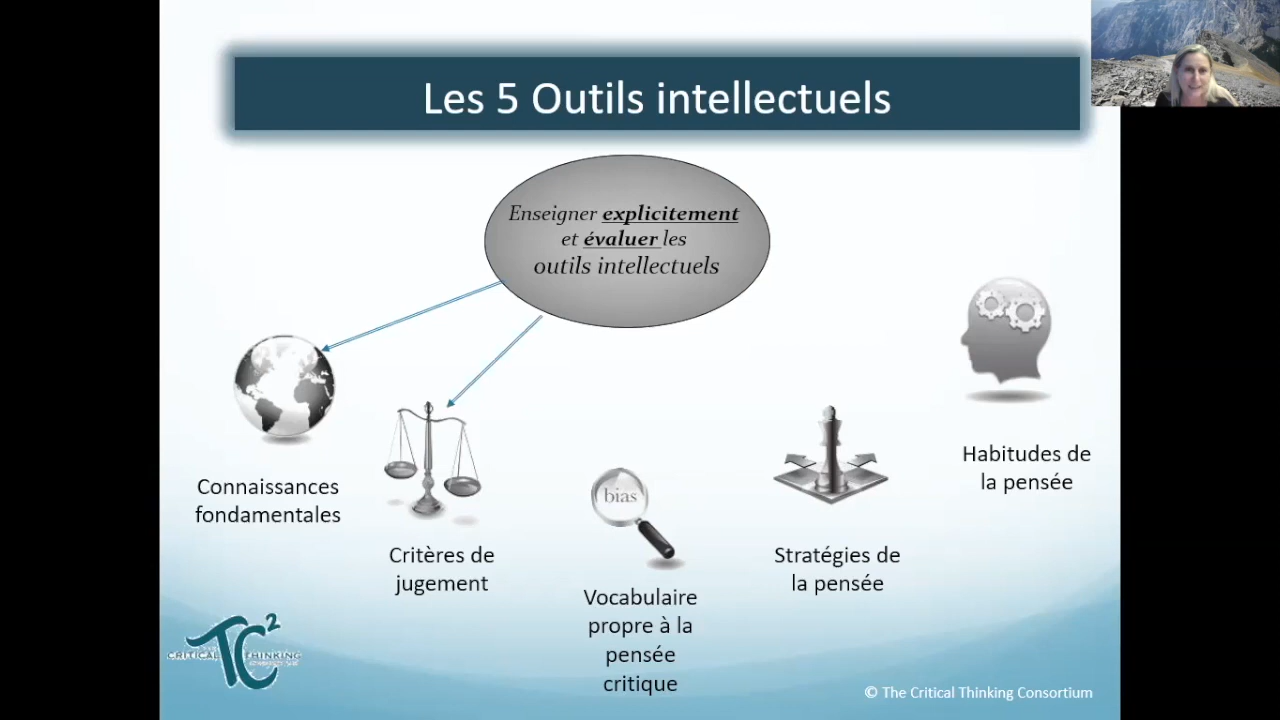 Les 5 Outils intellectuels
Enseigner explicitement
et évaluer les
outils intellectuels
Connaissances
fondamentales
Critères de
jugement
bias
Vocabulaire
propre à la
pensée
critique
Stratégies de
la pensée
Habitudes de
la pensée
TC2
CRITICAL THINKING
© The Critical Thinking Consortium